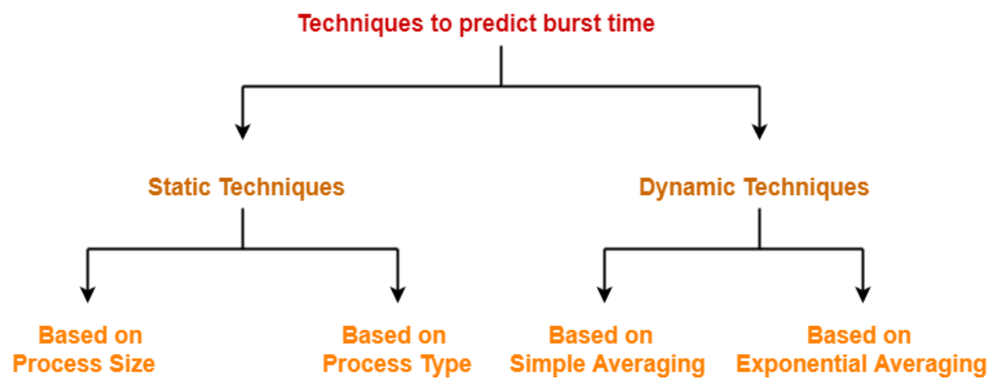 Techniques to predict burst time
Static Techniques
Dynamic Techniques
Based on
Process Size
Based on
Process Type
Based on
Simple Averaging
Based on
Exponential Averaging